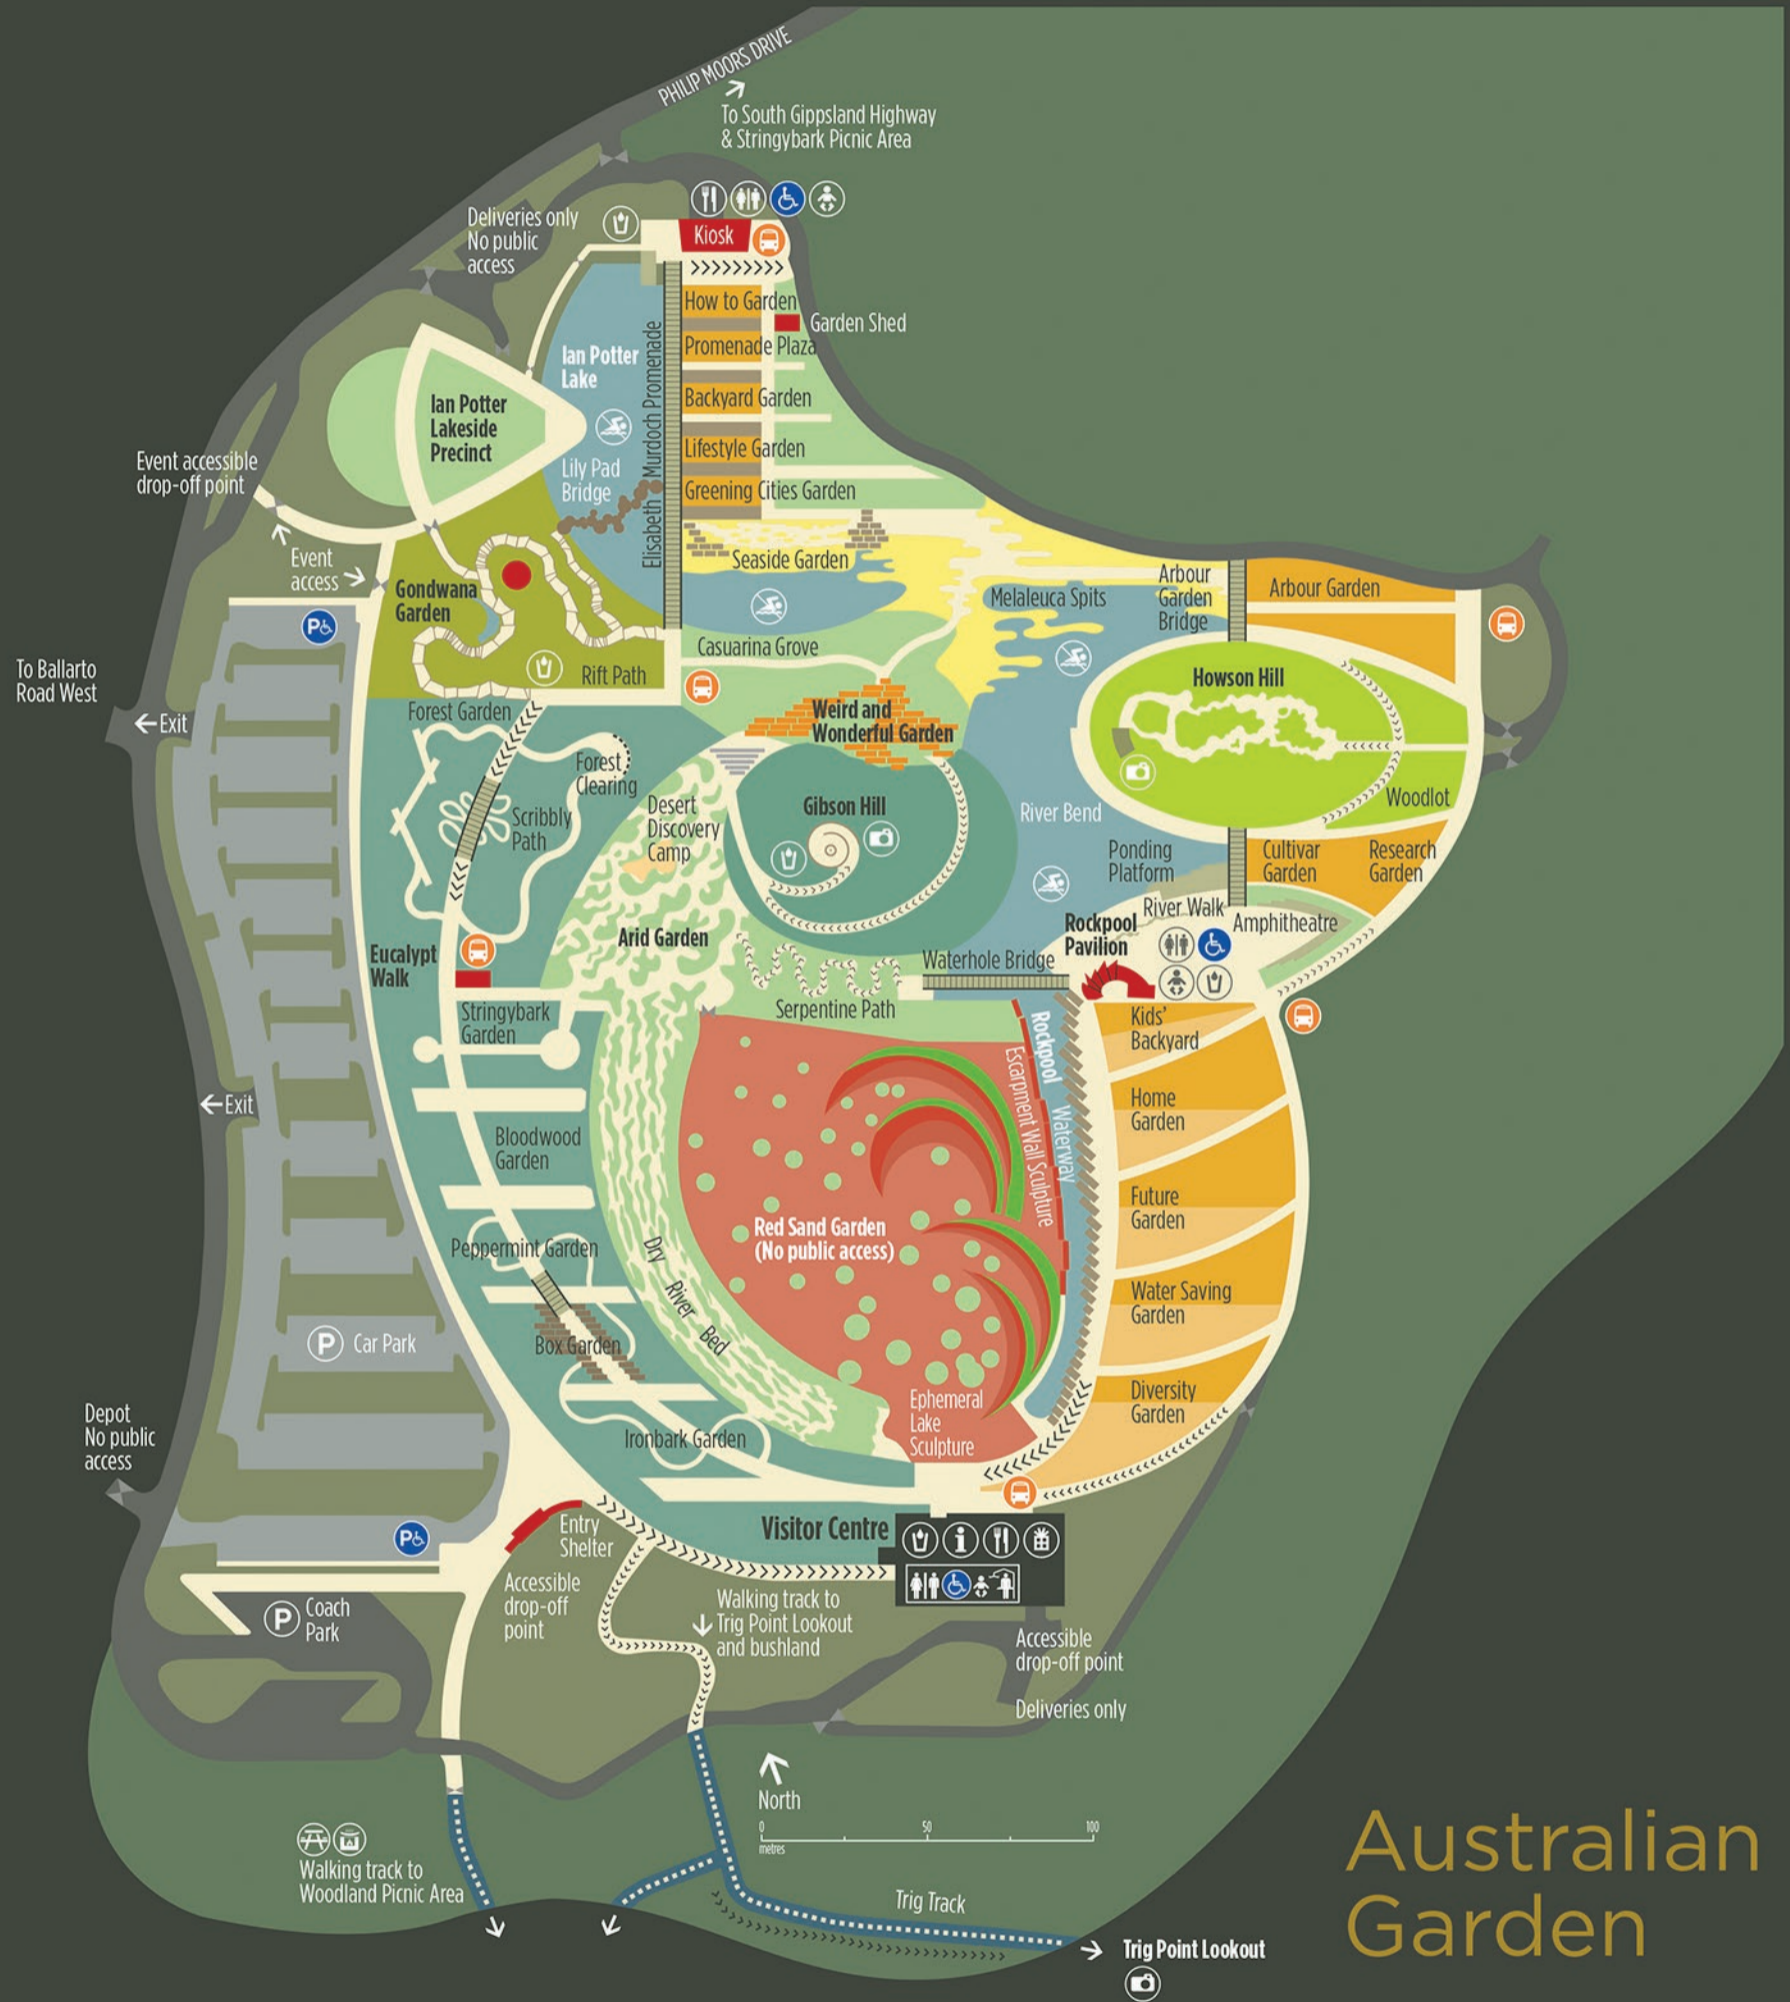 PHILIP MOORS DRIVE
To South Gippsland Highway
& Stringybark Picnic Area
Deliveries only
No public
access
Kiosk
How to Garden
Garden Shed
Promenade Plaza
Ian Potter
Lake
Elisabeth Murdoch Promenade
Backyard Garden
Ian Potter
Lakeside
Precinct
Lifestyle Garden
Event accessible
drop-off point
Lily Pad
Bridge
Greening Cities Garden
Event
access
Seaside Garden
Gondwana
Garden
Melaleuca Spits
Arbour
Garden
Bridge
Arbour Garden
P
Casuarina Grove
To Ballarto
Road West
Rift Path
Howson Hill
Exit
Forest Garden
Weird and
Wonderful Garden
Forest
Clearing
Scribbly
Path
Desert
Discovery
Camp
Gibson Hill
River Bend
Woodlot
Ponding
Platform
Cultivar
Garden
Research
Garden
River Walk
Amphitheatre
Rockpool
Pavilion
Arid Garden
Eucalypt
Walk
Waterhole Bridge
Stringybark
Garden
Serpentine Path
Rockpool Waterway
Escarpment Wall Sculpture
Kids'
Backyard
Exit
Home
Garden
Bloodwood
Garden
Future
Garden
Red Sand Garden
(No public access)
Peppermint Garden
Dry River Bed
Water Saving
Garden
P
Car Park
Box Garden
Diversity
Garden
Ephemeral
Lake
Sculpture
Depot
No public
access
Ironbark Garden
Entry
Shelter
Visitor Centre
i
P
Accessible
drop-off
point
Walking track to
Trig Point Lookout
and bushland
P
Coach
Park
Accessible
drop-off point
Deliveries only
North
0 50 100
metres
Walking track to
Woodland Picnic Area
Trig Track
Trig Point Lookout
Australian
Garden